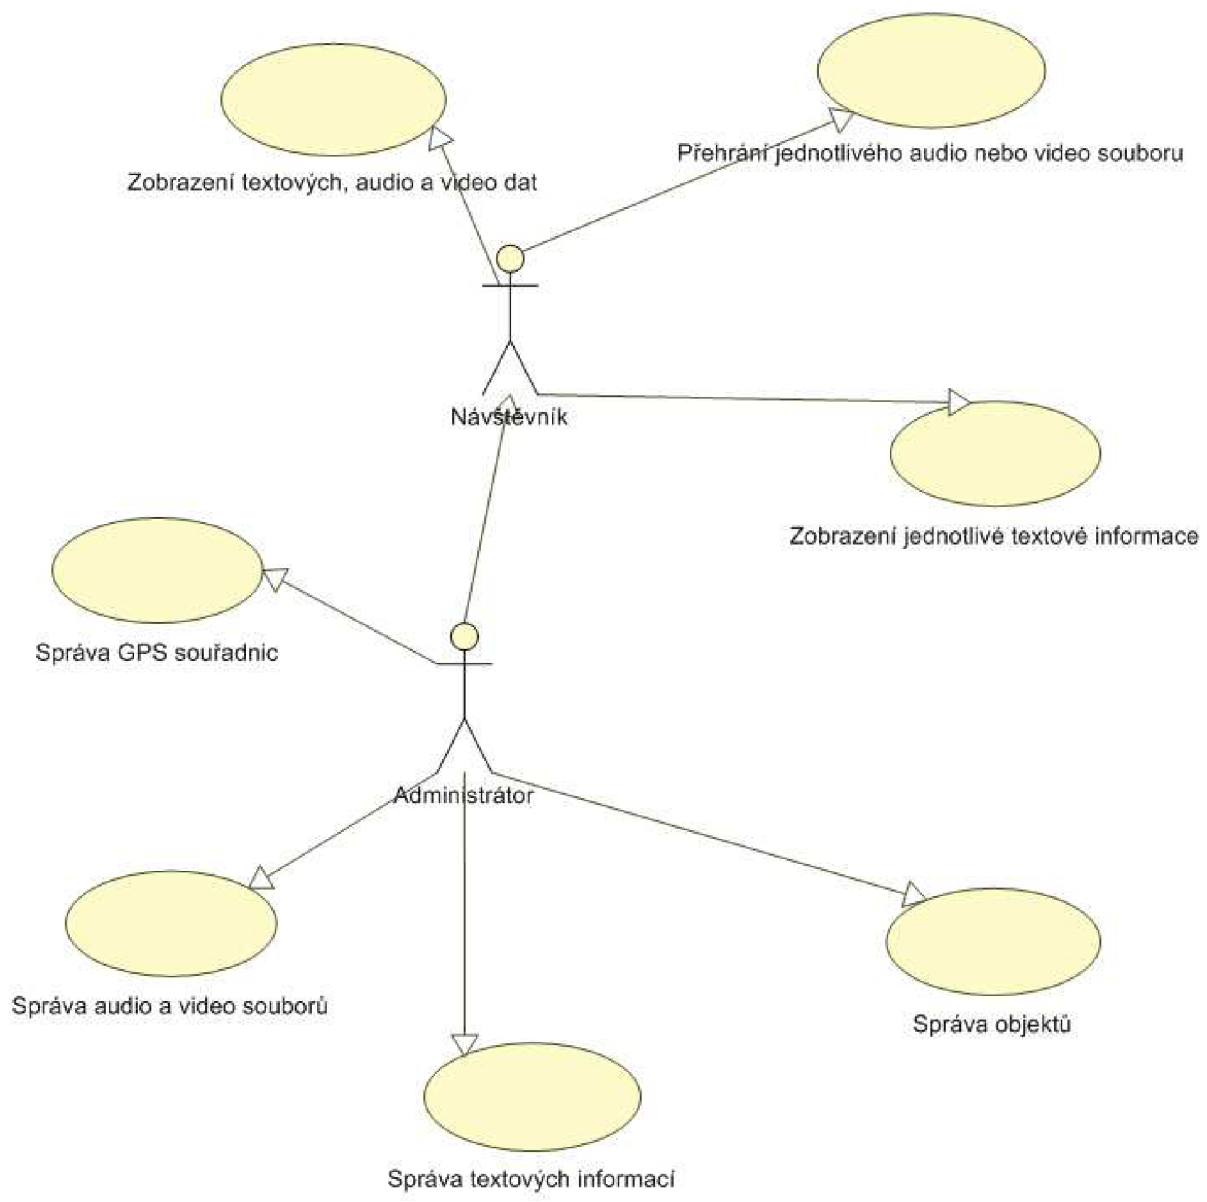 Přehrání jednotlivého audio nebo video souboru
Zobrazení textových, audio a video dat
Návštěvník
Zobrazení jednotlivé textové informace
Správa GPS souřadnic
Administrátor
Správa audio a video souborů
Správa objektů
Správa textových informací